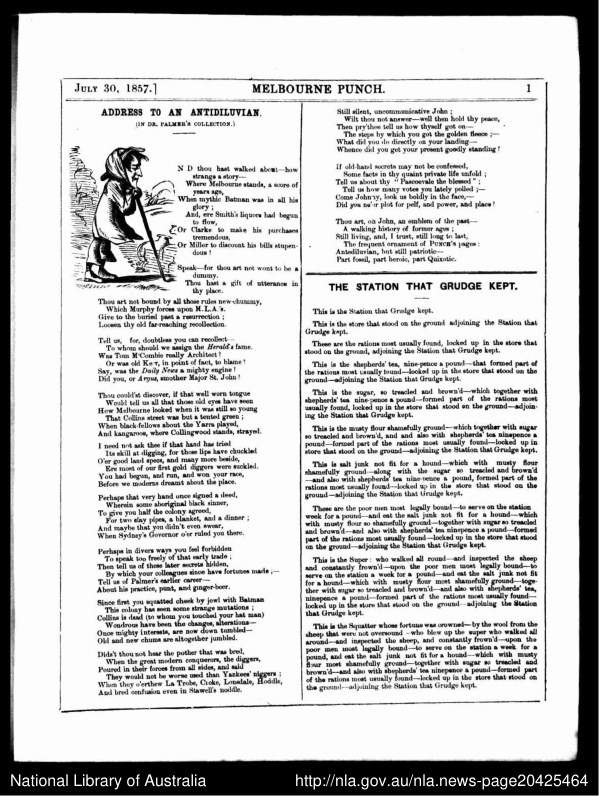 JULY 30, 1857.]
MELBOURNE PUNCH.
1
ADDRESS TO AN ANTIDILUVIAN.
(IN DR. PALMER'S COLLECTION.)
N D thou hast walked about—how
strange a story—
Where Melbourne stands, a score of
years ago,
When mythic Batman was in all his
glory ;
And, ere Smith's liquors had begun
to flow,
Or Clarke to make his purchases
tremendous,
Or Miller to discount his bills stupen-
dous !
Speak—for thou art not wont to be a
dummy.
Thou hast a gift of utterance in
thy place.
Thou art not bound by all those rules new-chummy,
Which Murphy forces upon M.L.A.'s.
Give to the buried past a resurrection ;
Loosen thy old far-reaching recollection.
Tell us, for, doubtless you can recollect—
To whom should we assign the Herald's fame.
Was Tom M'Combie really Architect ?
Or was old Kerr, in point of fact, to blame ?
Say, was the Daily News a mighty engine ?
Did you, or Argus, smother Major St. John !
Thou could'st discover, if that well worn tongue
Would tell us all that those old eyes have seen
How Melbourne looked when it was still so young
That Collins street was but a tented green ;
When black-fellows about the Yarra played,
And kangaroos, where Collingwood stands, strayed.
I need not ask thee if that hand has tried
Its skill at digging, for those lips have chuckled
O'er good land specs, and many more beside,
Ere most of our first gold diggers were suckled.
You had begun, and run, and won your race,
Before we moderns dreamt about the place.
Perhaps that very hand once signed a deed,
Wherein some aboriginal black sinner,
To give you half the colony agreed,
For two clay pipes, a blanket, and a dinner ;
And maybe that you didn't even swear,
When Sydney's Governor o'er ruled you there.
Perhaps in divers ways you feel forbidden
To speak too freely of that early trade ;
Then tell us of those later secrets hidden,
By which your colleagues since have fortunes made ;—
Tell us of Palmer's earlier career—
About his practice, punt, and ginger-beer.
Since first you squatted cheek by jowl with Batman
This colony has seen some strange mutations ;
Collins is dead (to whom you touched your hat man)
Wondrous have been the changes, alterations—
Once mighty interests, are now down tumbled—
Old and new chums are altogether jumbled.
Didst thou not hear the pother that was bred,
When the great modern conquerors, the diggers,
Poured in their forces from all sides, and said
They would not be worse used than Yankees' niggers ;
When they o'erthew La Trobe, Cooke, Lonsdale, Hoddle,
And bred confusion even in Stawell's noddle.
Still silent, uncommunicative John ;
Wilt thou not answer—well then hold thy peace,
Then pry'thee tell us how thyself got on—
The steps by which you got the golden fleece ;—
What did you do directly on your landing—
Whence did you get your present goodly standing !
If old-hand secrets may not be confessed,
Some facts in thy quaint private life unfold ;
Tell us about thy "Pascoevale the blessed" ;
Tell us how many votes you lately polled ;—
Come Johnny, look us boldly in the face,—
Did you ne'er plot for pelf, and power, and place !
Thou art, oh John, an emblem of the past—
A walking history of former ages ;
Still living, and, I trust, still long to last,
The frequent ornament of PUNCH'S pages :
Antediluvian, but still patriotic—
Part fossil, part heroic, part Quixotic.
THE STATION THAT GRUDGE KEPT.
This is the Station that Grudge kept.
This is the store that stood on the ground adjoining the Station that
Grudge kept.
These are the rations most usually found, locked up in the store that
stood on the ground, adjoining the Station that Grudge kept.
This is the shepherds' tea, nine-pence a pound—that formed part of
the rations most usually found—locked up in the store that stood on the
ground—adjoining the Station that Grudge kept.
This is the sugar, so treacled and brown'd—which together with
shepherds' tea nine-pence a pound—formed part of the rations most
usually found, locked up in the store that stood on the ground—adjoin-
ing the Station that Grudge kept.
This is the musty flour shamefully ground—which together with sugar
so treacled and brown'd, and and also with shepherds' tea ninepence a
pound—formed part of the rations most usually found—locked up in
store that stood on the ground—adjoining the Station that Grudge kept.
This is salt junk not fit for a hound—which with musty flour
shamefully ground—along with the sugar so treacled and brown'd
—and also with shepherds' tea nine-pence a pound, formed part of the
rations most usually found—locked up in the store that stood on the
ground—adjoining the Station that Grudge kept.
These are the poor men most legally bound—to serve on the station
week for a pound—and eat the salt junk not fit for a hound—which
with musty flour so shamefully ground—together with sugar so treacled
and brown'd—and also with shepherds' tea ninepence a pound—formed
part of the rations most usually found—locked up in the store that stood
on the ground—adjoining the Station that Grudge kept.
This is the Super: who walked all round—and inspected the sheep
and constantly frown'd—upon the poor men most legally bound—to
serve on the station a week for a pound—and eat the salt junk not fit
for a hound—which with musty flour most shamefully ground—toge-
ther with sugar so treacled and brown'd—and also with shepherds' tea,
ninepence a pound—formed part of the rations most usually found—
locked up in the store that stood on the ground—adjoining the Station
that Grudge kept.
This is the Squatter whose fortune was crowned—by the wool from the
sheep that were not oversound—who blew up the super who walked all
around—and inspected the sheep, and constantly frown'd—upon the
poor men most legally bound—to serve on the station a week for a
pound, and eat the salt junk not fit for a hound—which with musty
flour most shamefully ground—together with sugar so treacled and
brown'd—and also with shepherds' tea ninepence a pound—formed part
of the rations most usually found—locked up in the store that stood on
the ground—adjoining the Station that Grudge kept.
National Library of Australia
http://nla.gov.au/nla.news-page20425464